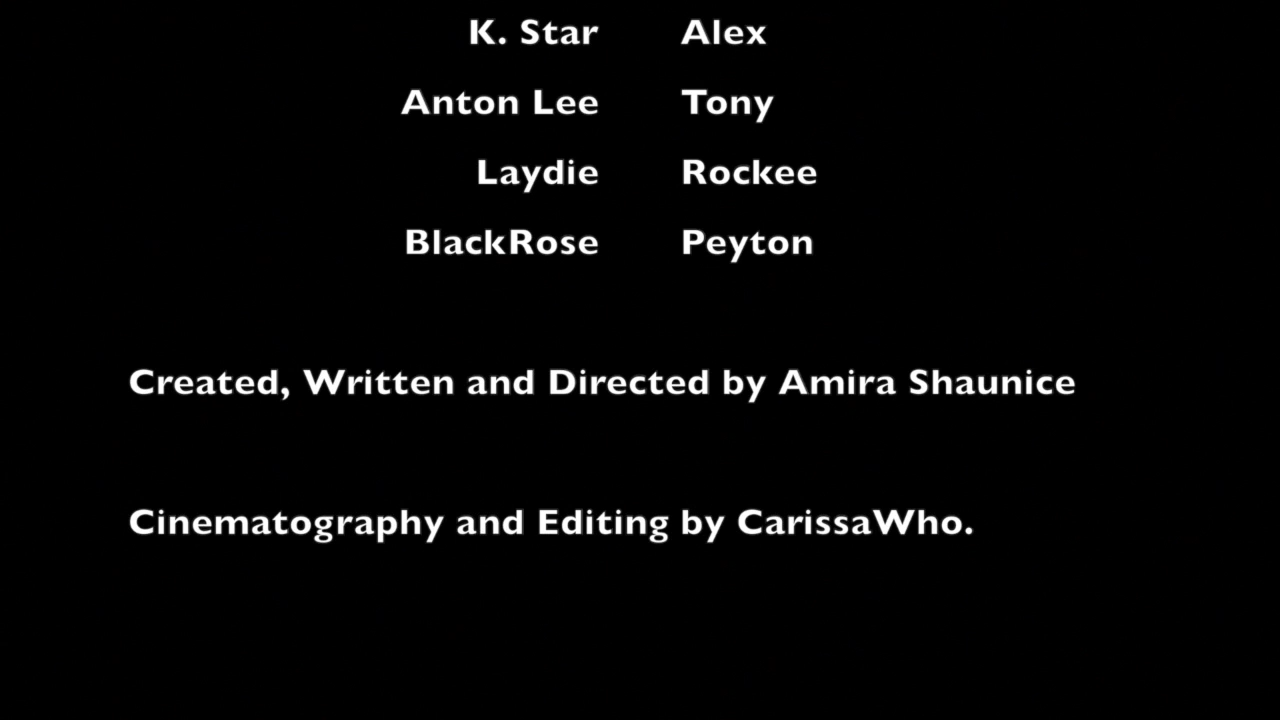 K. Star Alex
Anton Lee Tony
Laydie Rockee
BlackRose Peyton
Created, Written and Directed by Amira Shaunice
Cinematography and Editing by CarissaWho.